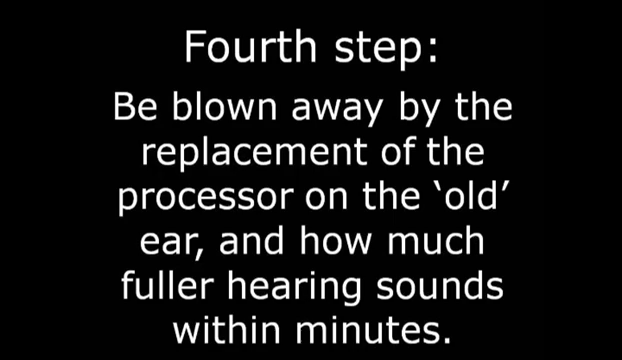 Fourth step:
Be blown away by the
replacement of the
processor on the ‘old’
ear, and how much
fuller hearing sounds
within minutes.